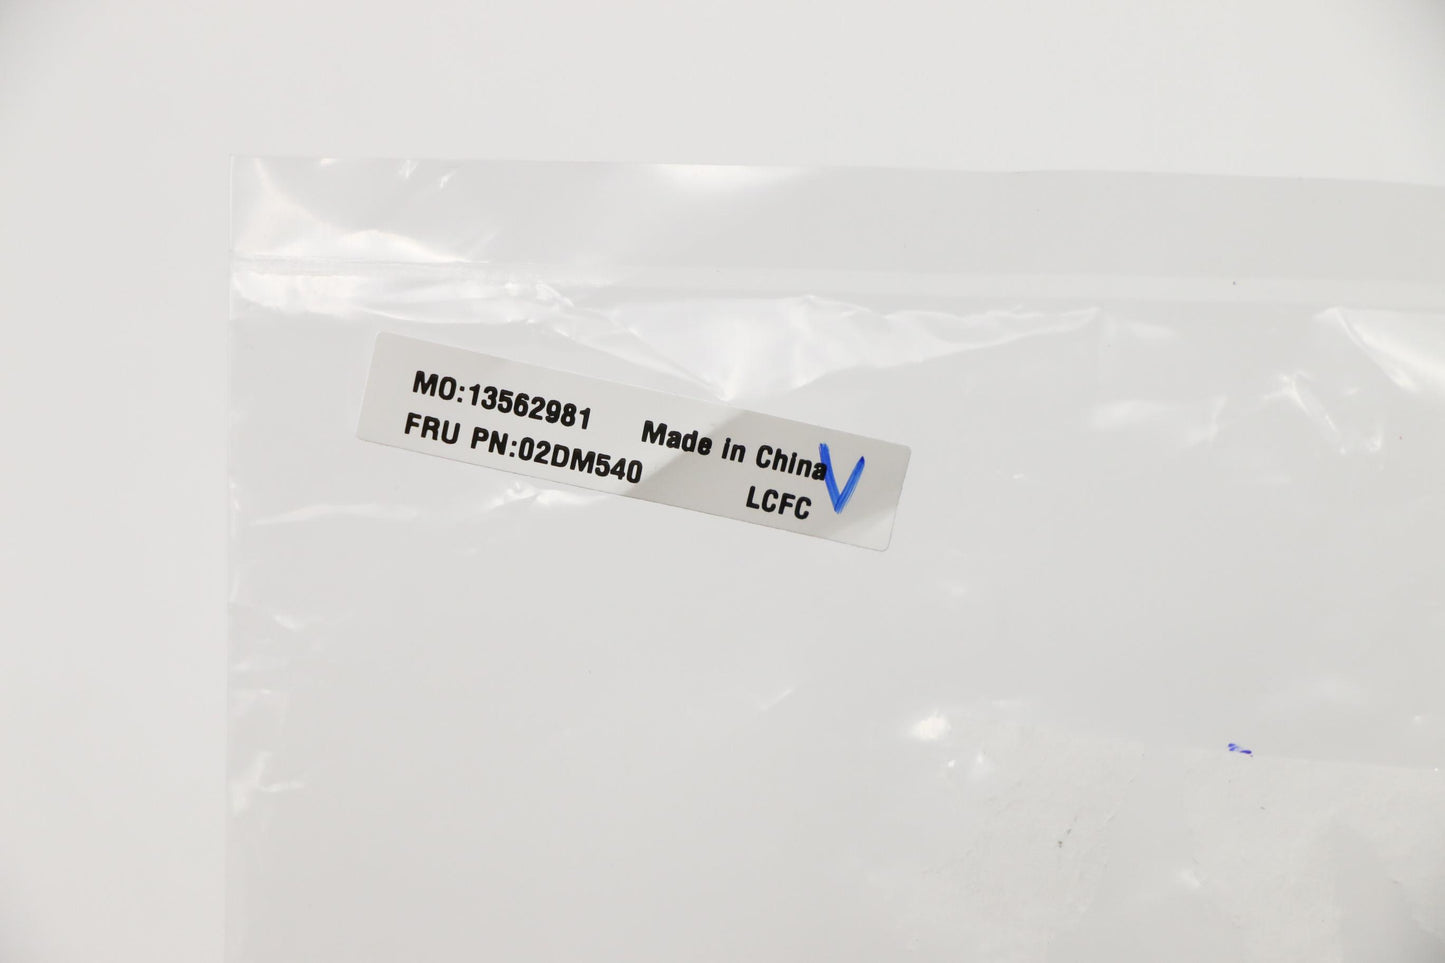 MO:13562981 Made in China
FRU PN:02DM540 LCFC
V